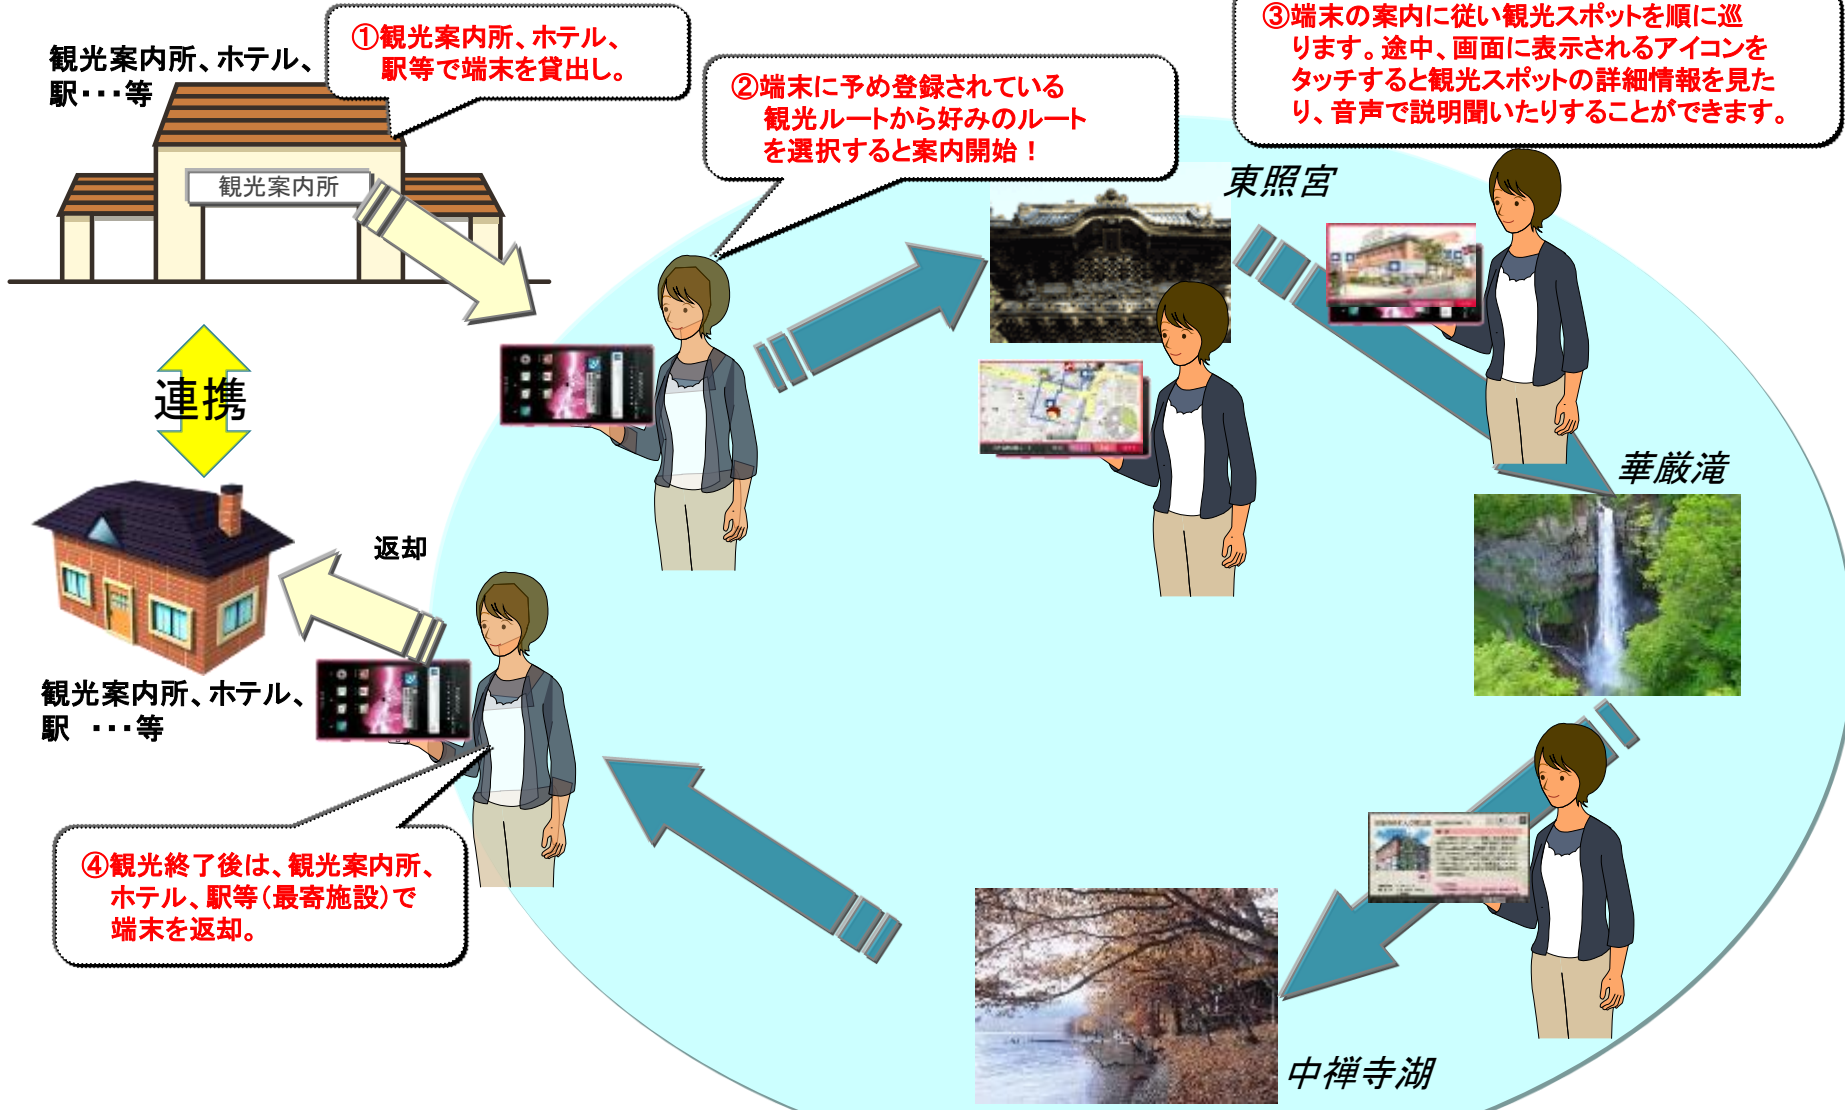 観光案内所、ホテル、
駅・・・等
①観光案内所、ホテル、
駅等で端末を貸出し。
②端末に予め登録されている
観光ルートから好みのルート
を選択すると案内開始！
③端末の案内に従い観光スポットを順に巡
ります。途中、画面に表示されるアイコンを
タッチすると観光スポットの詳細情報を見た
り、音声で説明聞いたりすることができます。
観光案内所
東照宮
連携
華厳滝
返却
観光案内所、ホテル、
駅 ・・・等
④観光終了後は、観光案内所、
ホテル、駅等（最寄施設）で
端末を返却。
中禅寺湖